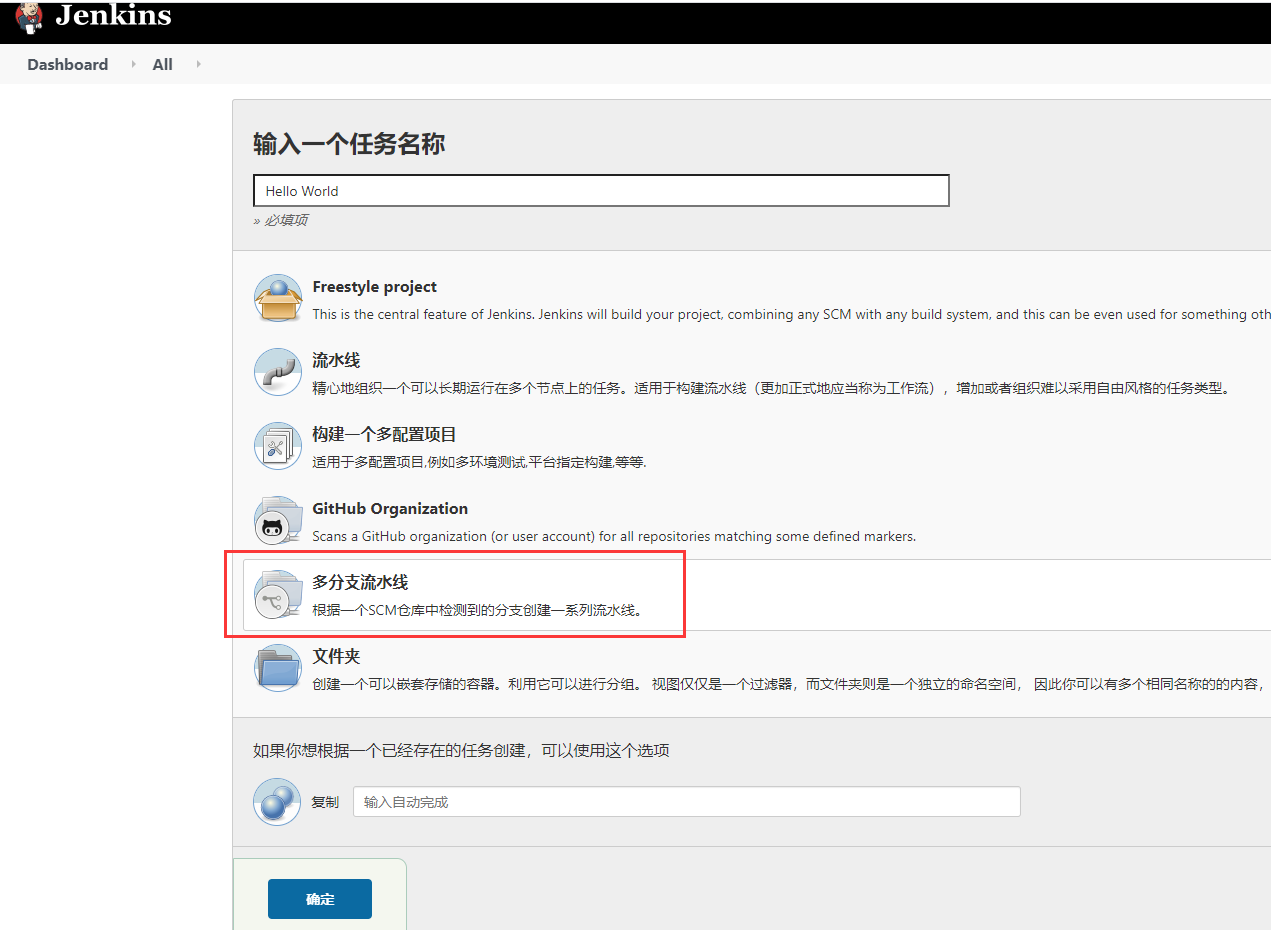 Jenkins
Dashboard
All
输入一个任务名称
Hello World
» 必填项
Freestyle project
This is the central feature of Jenkins. Jenkins will build your project, combining any SCM with any build system, and this can be even used for something oth
流水线
精心地组织一个可以长期运行在多个节点上的任务。适用于构建流水线（更加正式地应当称为工作流），增加或者组织难以采用自由风格的任务类型。
构建一个多配置项目
适用于多配置项目,例如多环境测试,平台指定构建,等等.
GitHub Organization
Scans a GitHub organization (or user account) for all repositories matching some defined markers.
多分支流水线
根据一个SCM仓库中检测到的分支创建一系列流水线。
文件夹
创建一个可以嵌套存储的容器。利用它可以进行分组。 视图仅仅是一个过滤器，而文件夹则是一个独立的命名空间， 因此你可以有多个相同名称的的内容，
如果你想根据一个已经存在的任务创建，可以使用这个选项
复制
输入自动完成
确定